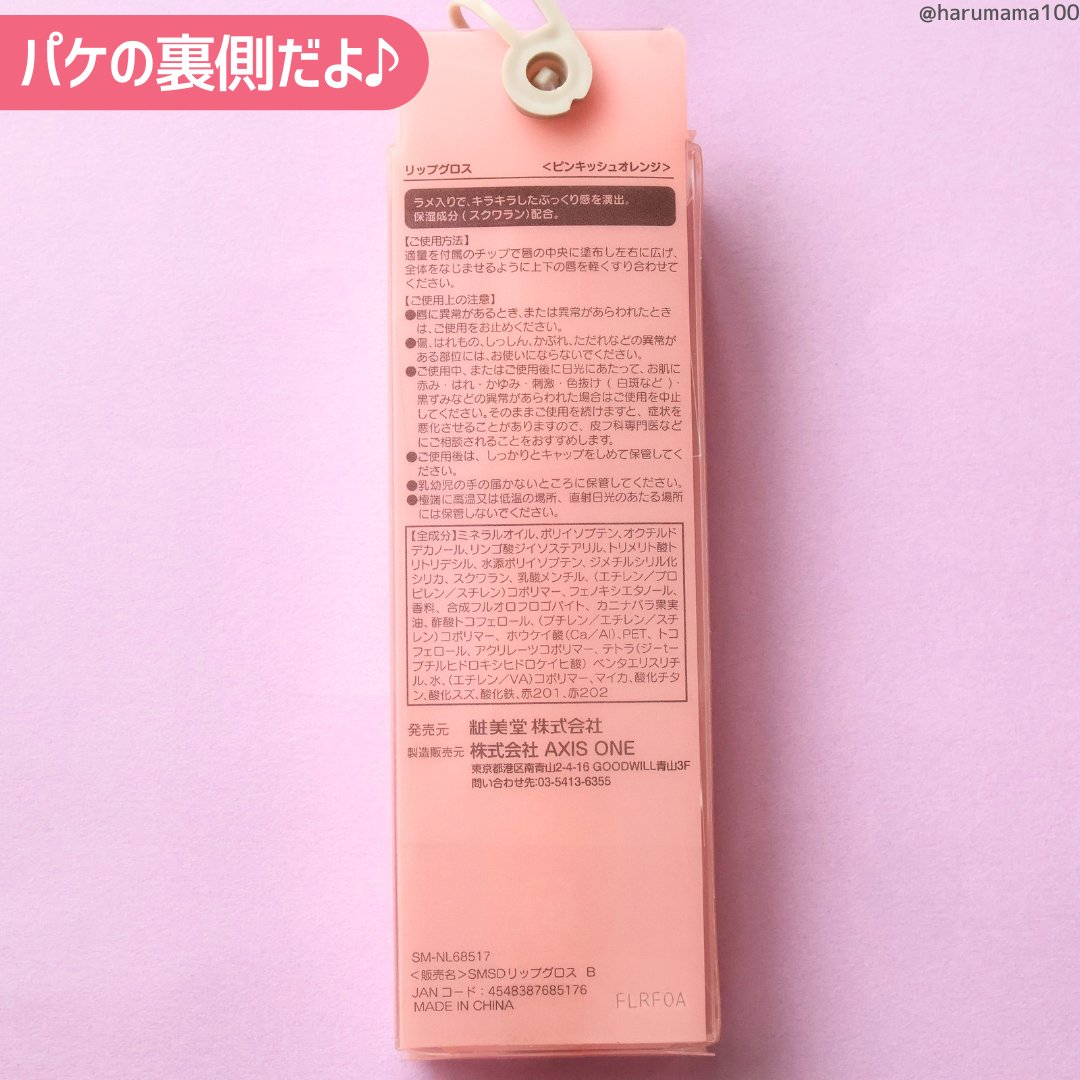 @harumama100
パケの裏側だよ♪
リップグロス <ピンキッシュオレンジ>
ラメ入りで、キラキラしたぷっくり感を演出。
保湿成分(スクワラン)配合。
【ご使用方法】
適量を付属のチップで唇の中央に塗布し左右に広げ、
全体をなじませるように上下の唇を軽くすり合わせて
ください。
【ご使用上の注意】
●唇に異常があるとき、または異常があらわれたとき
は、ご使用をお止めください。
●傷、はれもの、しっしん、かぶれ、ただれなどの異常が
ある部位には、お使いにならないでください。
●ご使用中、またはご使用後に日光にあたって、お肌に
赤み・はれ・かゆみ・刺激・色抜け(白斑など)・
黒ずみなどの異常があらわれた場合はご使用を中止
してください。そのままご使用を続けますと、症状を
悪化させることがありますので、皮フ科専門医など
にご相談されることをおすすめします。
●ご使用後は、しっかりとキャップをしめて保管してく
ださい。
●乳幼児の手の届かないところに保管してください。
●極端に高温又は低温の場所、直射日光のあたる場所
には保管しないでください。
【全成分】ミネラルオイル、ポリイソブテン、オクチルド
デカノール、リンゴ酸ジイソステアリル、トリメリト酸ト
リトリデシル、水添ポリイソブテン、ジメチルシリル化
シリカ、スクワラン、乳酸メンチル、(エチレン/プロ
ピレン/スチレン)コポリマー、フェノキシエタノール、
香料、合成フルオロフロゴパイト、カニナバラ果実
油、酢酸トコフェロール、(ブチレン/エチレン/スチ
レン)コポリマー、ホウケイ酸(Ca/Al)、PET、トコ
フェロール、アクリレーツコポリマー、テトラ(ジーtー
ブチルヒドロキシヒドロケイヒ酸)ペンタエリスリチ
ル、水、(エチレン/VA)コポリマー、マイカ、酸化チタ
ン、酸化スズ、酸化鉄、赤201、赤202
発売元 粧美堂株式会社
製造販売元 株式会社 AXIS ONE
東京都港区南青山2-4-16 GOODWILL青山3F
問い合わせ先:03-5413-6355
SM-NL68517
<販売名>SMSDリップグロス B
JANコード:4548387685176
MADE IN CHINA
FLRF0A